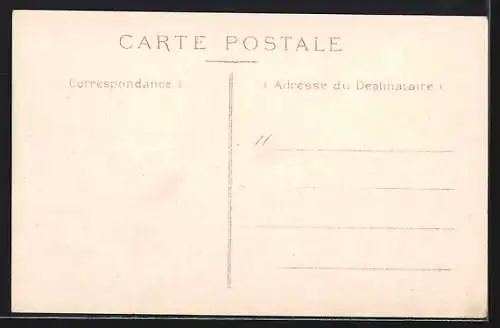 CARTE POSTALE
Correspondance
Adresse du Destinataire
M